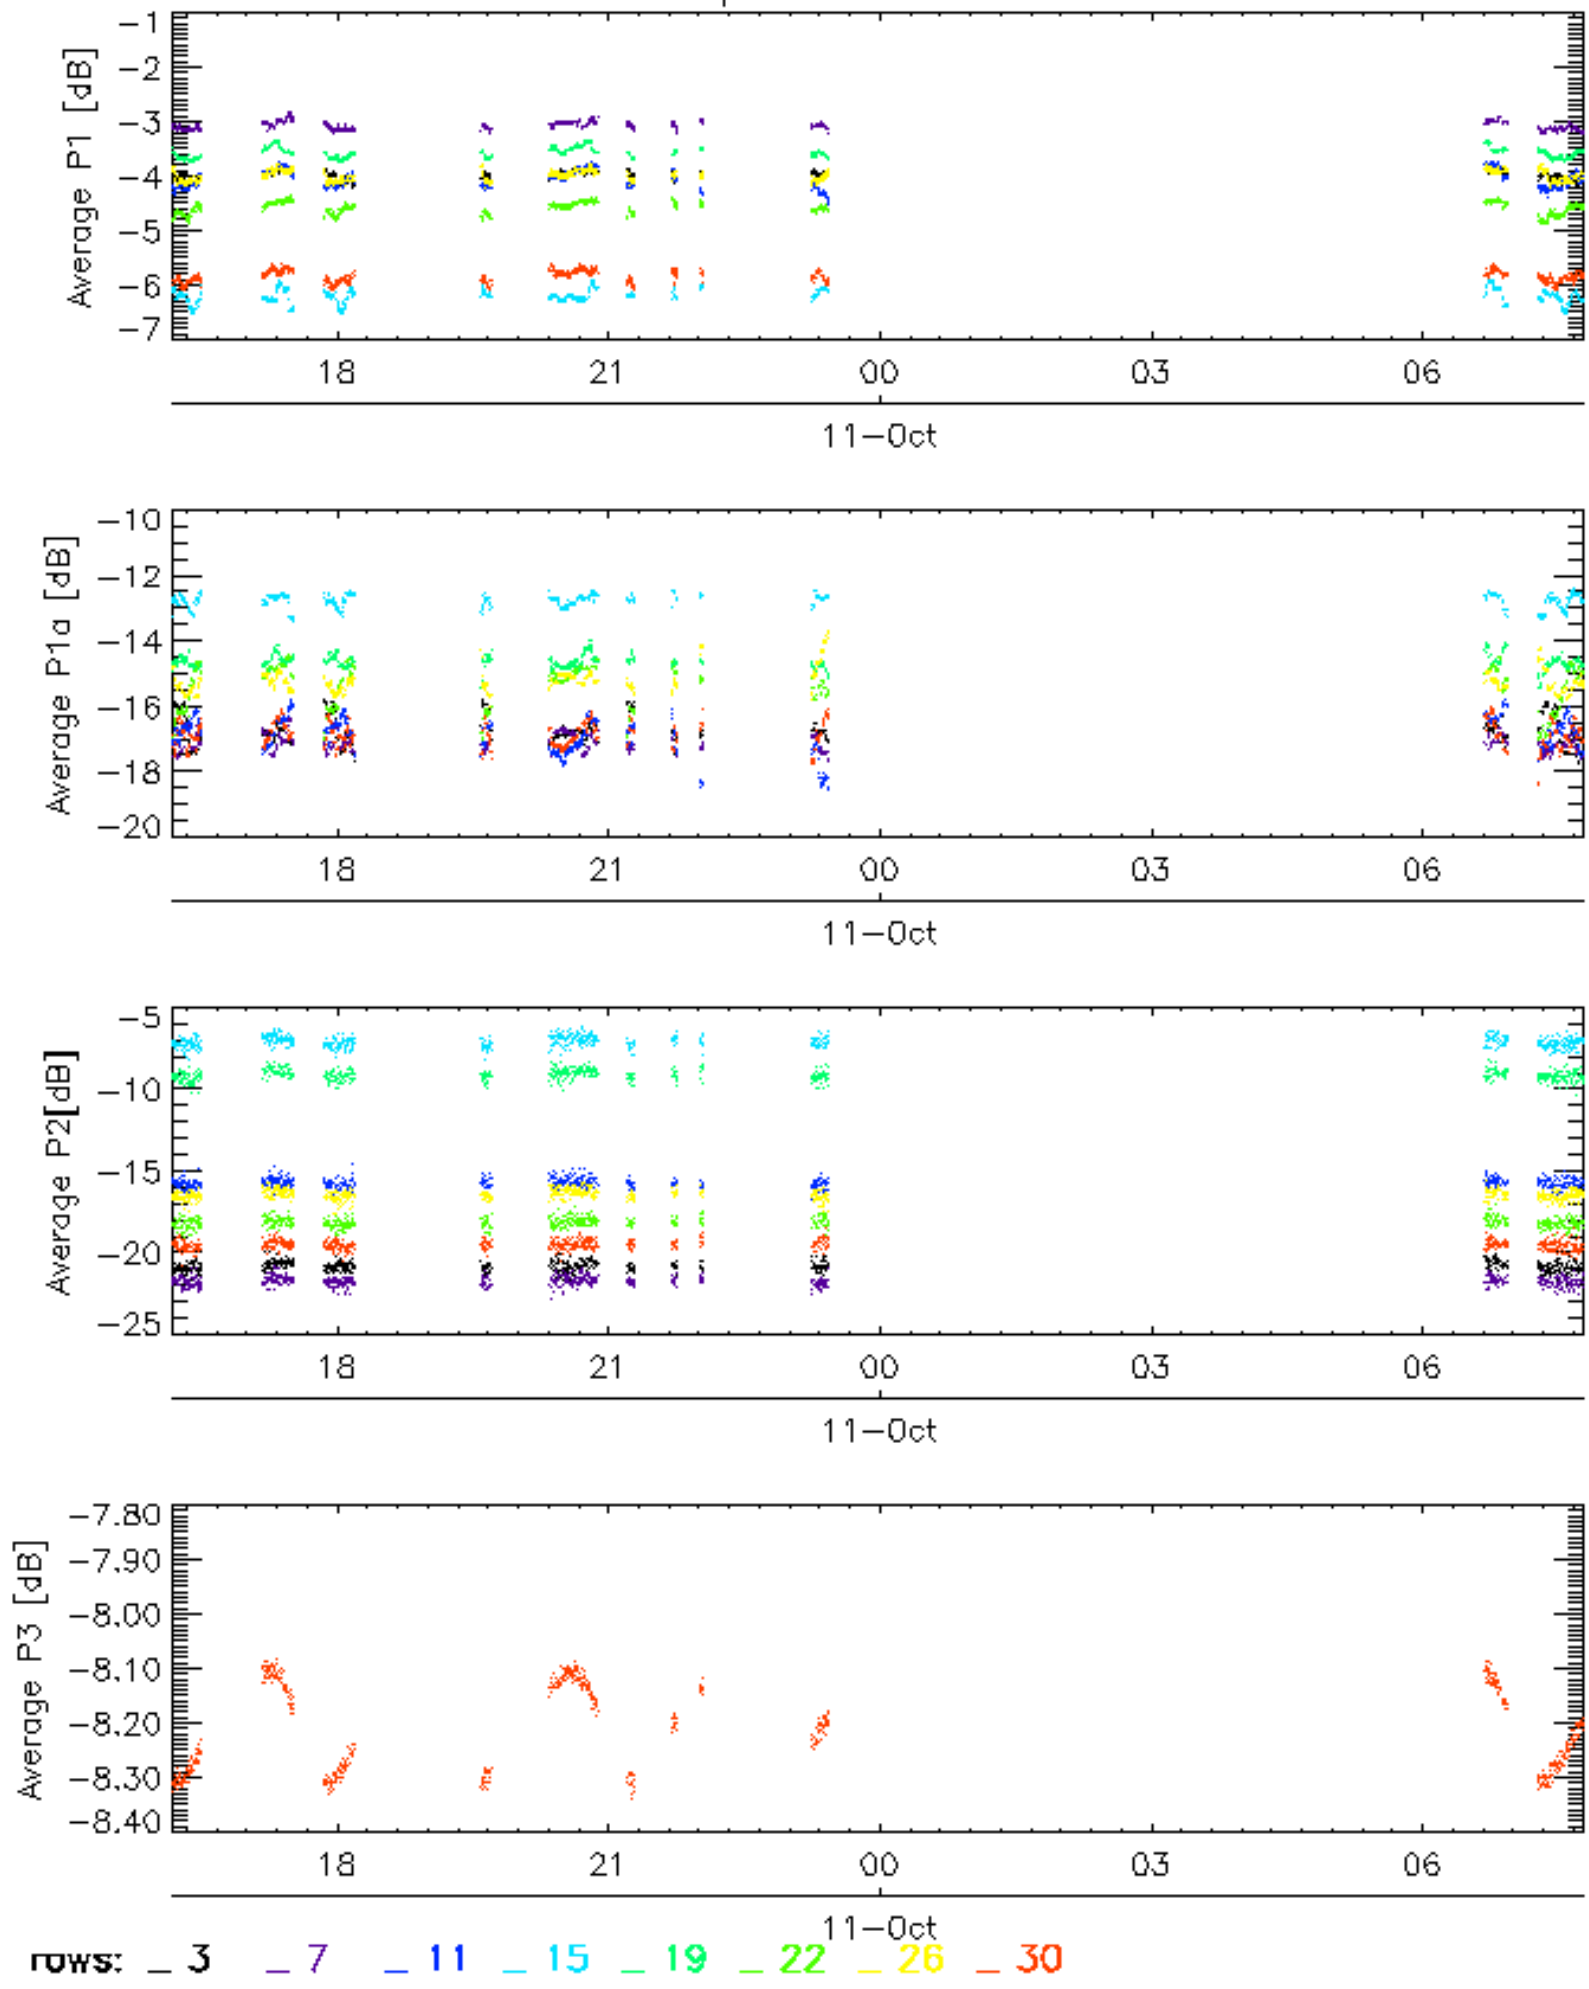 Average P1 [dB]
−1
−2
−3
−4
−5
−6
−7
18 21 00 03 06
11−Oct
Average P1a [dB]
−10
−12
−14
−16
−18
−20
18 21 00 03 06
11−Oct
Average P2[dB]
−5
−10
−15
−20
−25
18 21 00 03 06
11−Oct
Average P3 [dB]
−7.80
−7.90
−8.00
−8.10
−8.20
−8.30
−8.40
18 21 00 03 06
11−Oct
rows: _ 3 _ 7 _ 11 _ 15 _ 19 _ 22 _ 26 _ 30